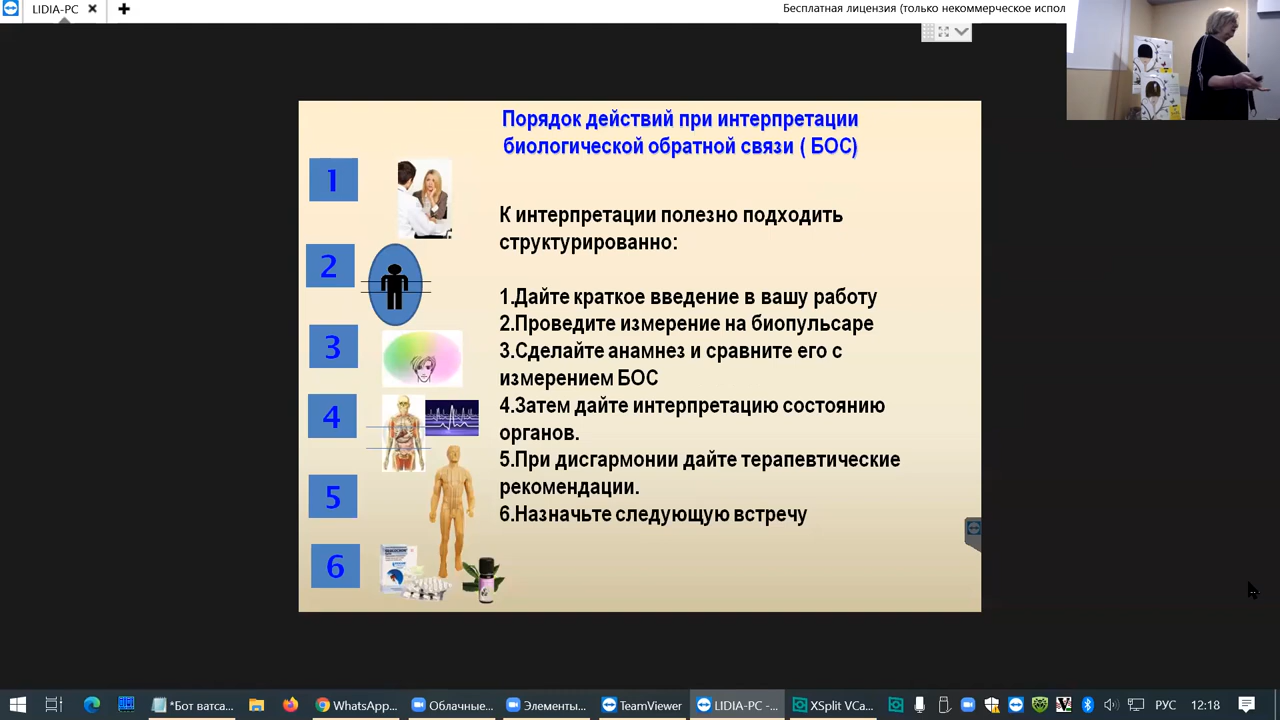 LIDIA-PC
Бесплатная лицензия (только некоммерческое испол
Порядок действий при интерпретации
биологической обратной связи ( БОС)
1
2
3
4
5
6
К интерпретации полезно подходить
структурированно:
1.Дайте краткое введение в вашу работу
2.Проведите измерение на биопульсаре
3.Сделайте анамнез и сравните его с
измерением БОС
4.Затем дайте интерпретацию состоянию
органов.
5.При дисгармонии дайте терапевтические
рекомендации.
6.Назначьте следующую встречу
*Бот ватса...
WhatsApp...
Облачные...
Элементы...
TeamViewer
LIDIA-PC -...
XSplit VCa...
РУС
12:18